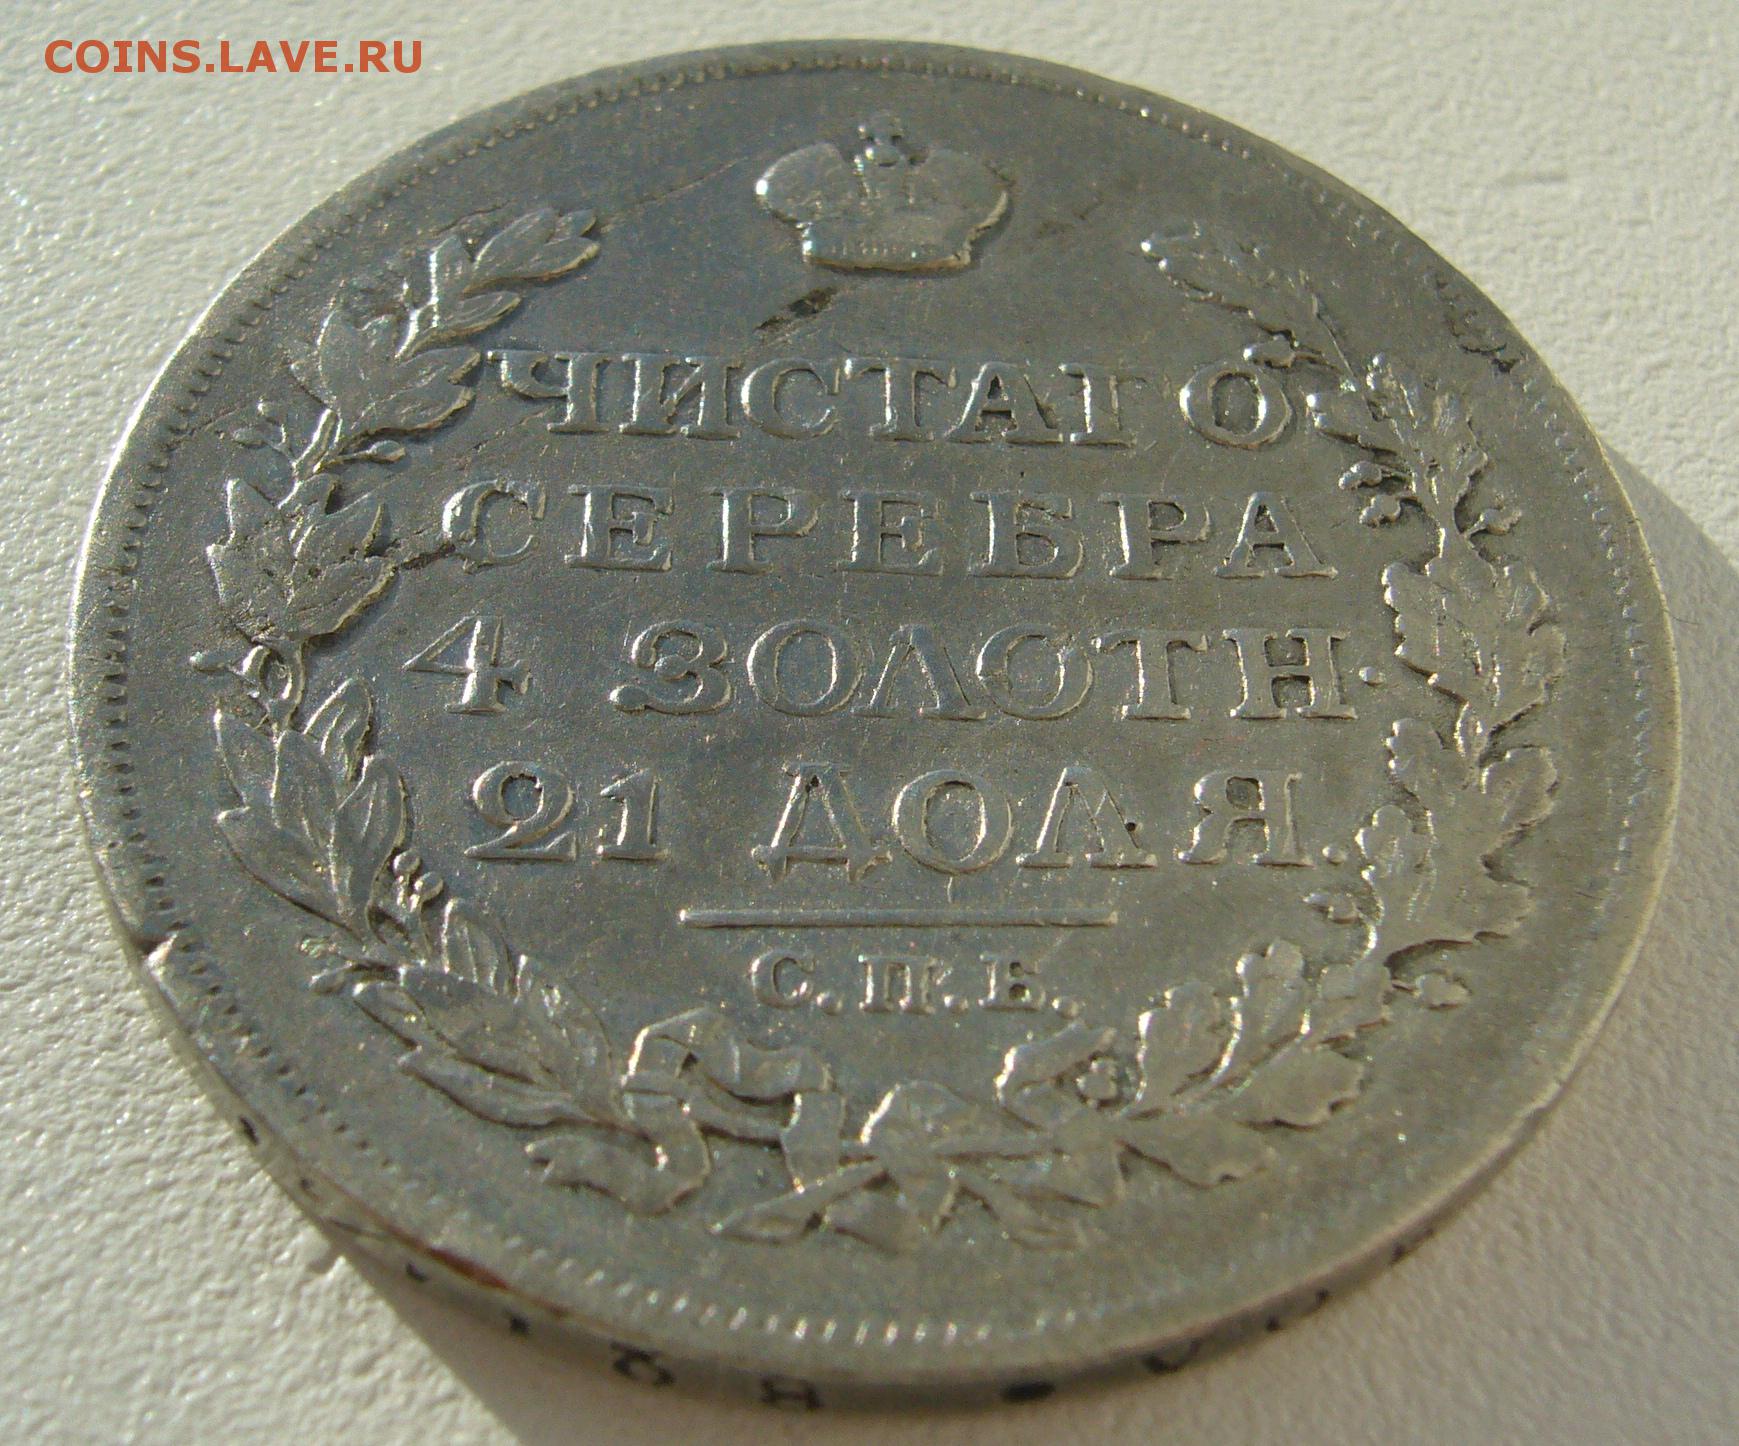 COINS.LAVE.RU
ЧИСТАГО
СЕРЕБРА
4 ЗОЛОТН.
21 ДОЛЯ.
С.П.Б.